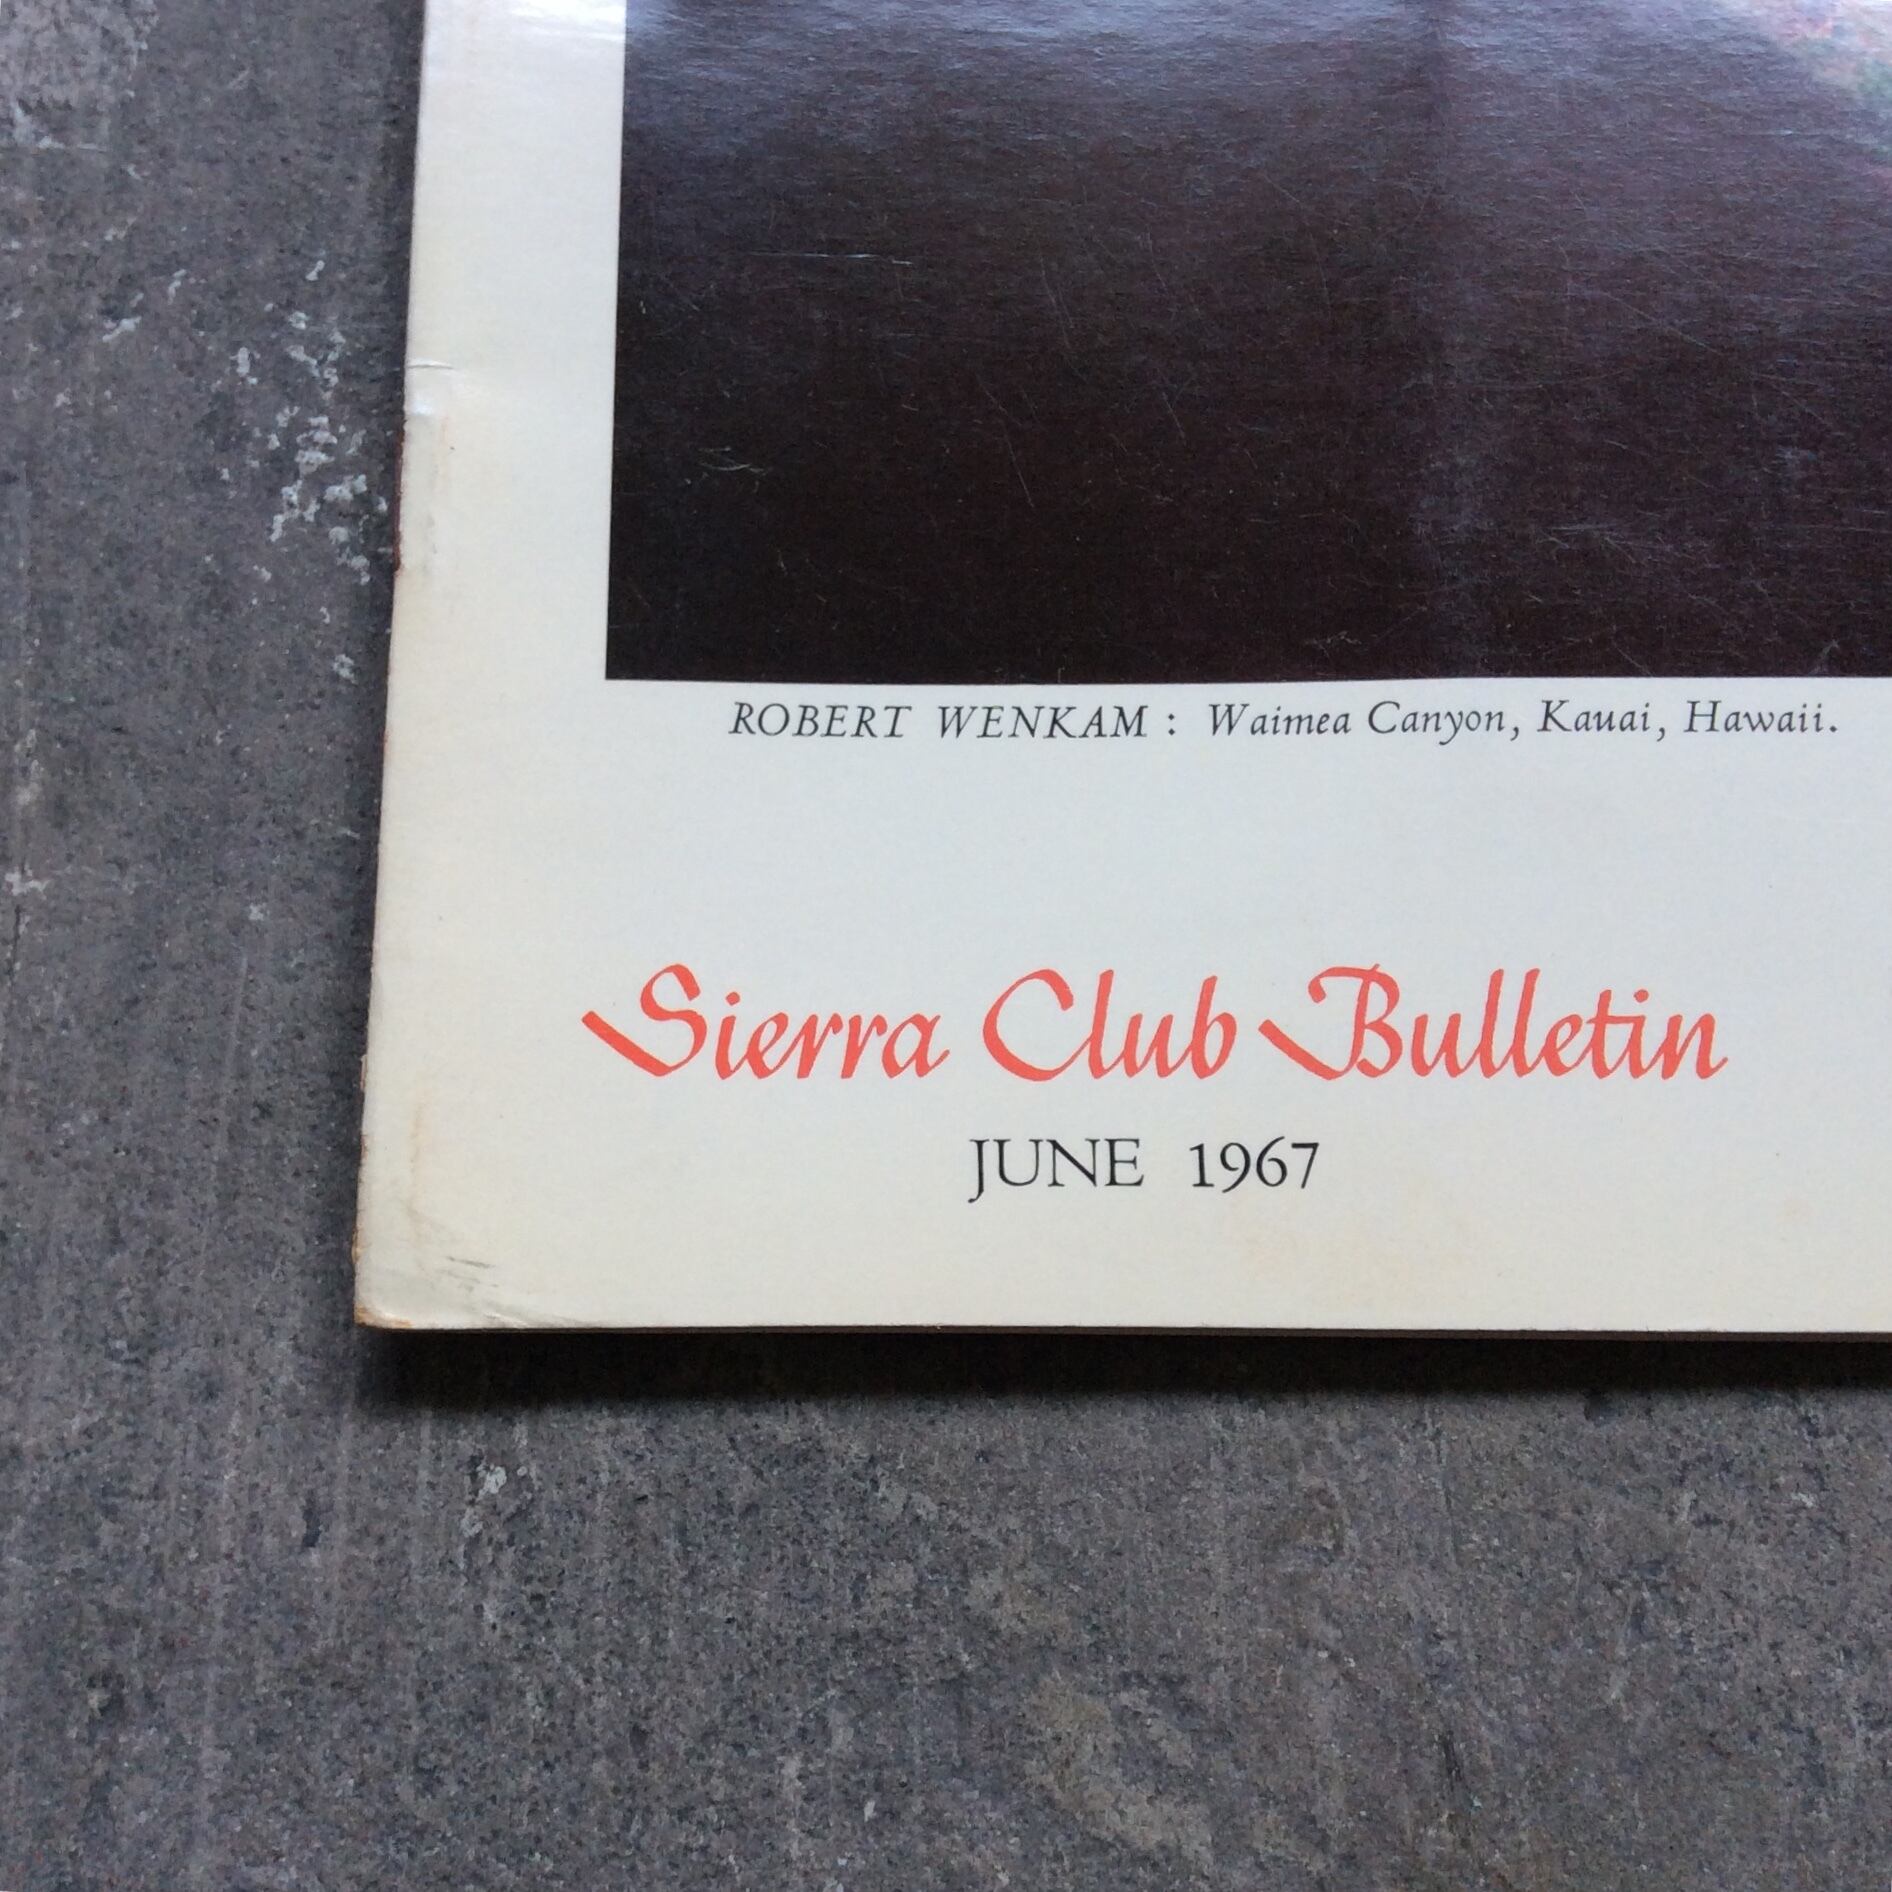 ROBERT WENKAM: Waimea Canyon, Kauai, Hawaii.
Sierra Club Bulletin
JUNE 1967